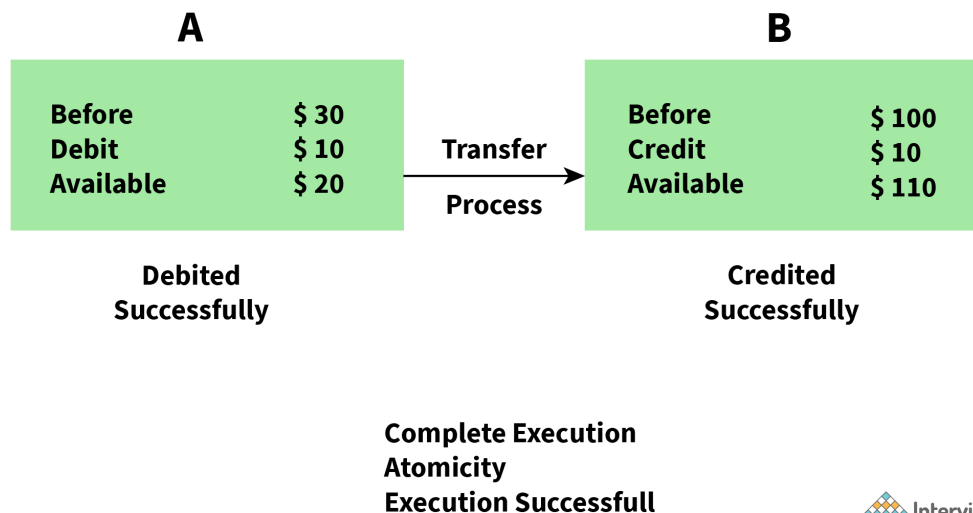 A
B
Before $ 30
Debit $ 10
Available $ 20
Transfer
Process
Before $ 100
Credit $ 10
Available $ 110
Debited
Successfully
Credited
Successfully
Complete Execution
Atomicity
Execution Successfull